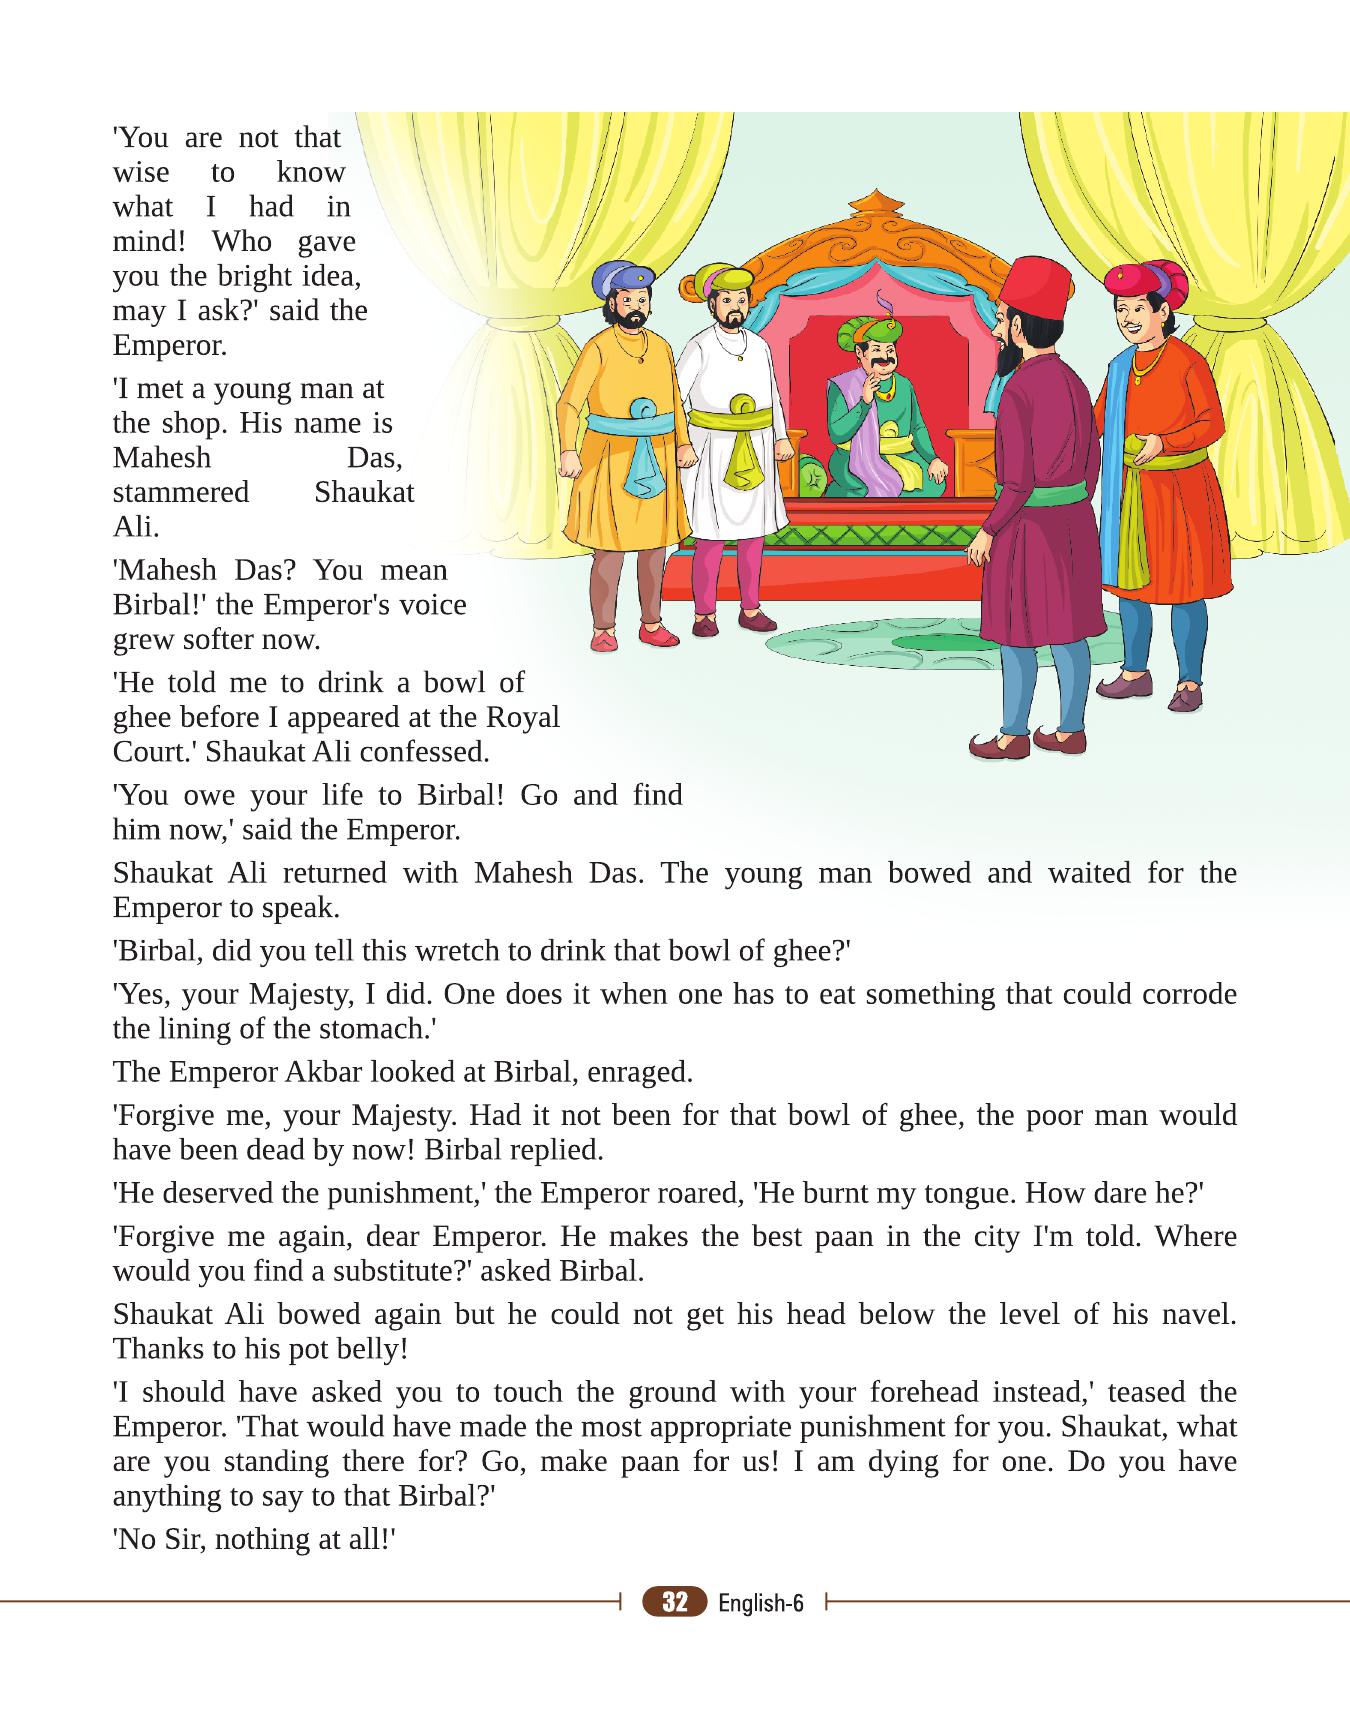 'You are not that
wise to know
what I had in
mind! Who gave
you the bright idea,
may I ask?' said the
Emperor.
'I met a young man at
the shop. His name is
Mahesh Das,
stammered Shaukat
Ali.
'Mahesh Das? You mean
Birbal!' the Emperor's voice
grew softer now.
'He told me to drink a bowl of
ghee before I appeared at the Royal
Court.' Shaukat Ali confessed.
'You owe your life to Birbal! Go and find
him now,' said the Emperor.
Shaukat Ali returned with Mahesh Das. The young man bowed and waited for the
Emperor to speak.
'Birbal, did you tell this wretch to drink that bowl of ghee?'
'Yes, your Majesty, I did. One does it when one has to eat something that could corrode
the lining of the stomach.'
The Emperor Akbar looked at Birbal, enraged.
'Forgive me, your Majesty. Had it not been for that bowl of ghee, the poor man would
have been dead by now! Birbal replied.
'He deserved the punishment,' the Emperor roared, 'He burnt my tongue. How dare he?'
'Forgive me again, dear Emperor. He makes the best paan in the city I'm told. Where
would you find a substitute?' asked Birbal.
Shaukat Ali bowed again but he could not get his head below the level of his navel.
Thanks to his pot belly!
'I should have asked you to touch the ground with your forehead instead,' teased the
Emperor. 'That would have made the most appropriate punishment for you. Shaukat, what
are you standing there for? Go, make paan for us! I am dying for one. Do you have
anything to say to that Birbal?'
'No Sir, nothing at all!'
32 English-6